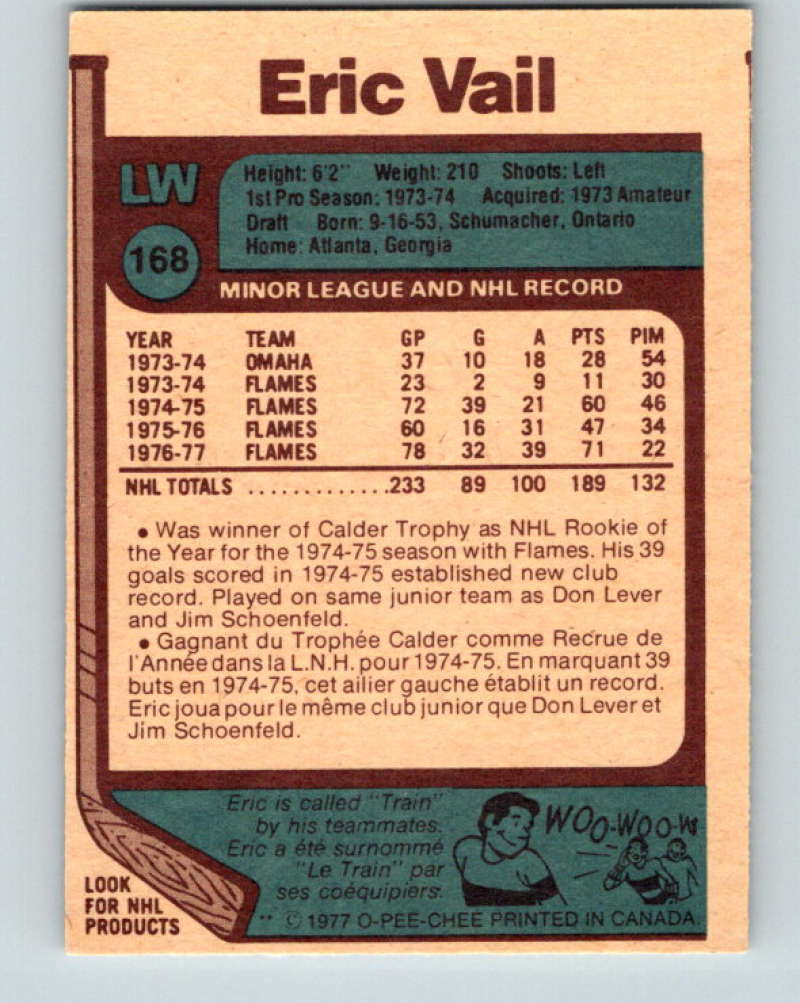 Eric Vail
LW
Height: 6'2" Weight: 210 Shoots: Left
1st Pro Season: 1973-74 Acquired: 1973 Amateur
Draft Born: 9-16-53, Schumacher, Ontario
Home: Atlanta, Georgia
168
MINOR LEAGUE AND NHL RECORD
YEAR TEAM GP G A PTS PIM
1973-74 OMAHA 37 10 18 28 54
1973-74 FLAMES 23 2 9 11 30
1974-75 FLAMES 72 39 21 60 46
1975-76 FLAMES 60 16 31 47 34
1976-77 FLAMES 78 32 39 71 22
NHL TOTALS .............233 89 100 189 132
• Was winner of Calder Trophy as NHL Rookie of
the Year for the 1974-75 season with Flames. His 39
goals scored in 1974-75 established new club
record. Played on same junior team as Don Lever
and Jim Schoenfeld.
• Gagnant du Trophée Calder comme Recrue de
l'Année dans la L.N.H. pour 1974-75. En marquant 39
buts en 1974-75, cet ailier gauche établit un record.
Eric joua pour le même club junior que Don Lever et
Jim Schoenfeld.
Eric is called "Train"
by his teammates.
Eric a été surnommé
"Le Train" par
ses coéquipiers.
WOO-WOO-W
LOOK
FOR NHL
PRODUCTS
** © 1977 O-PEE-CHEE PRINTED IN CANADA.